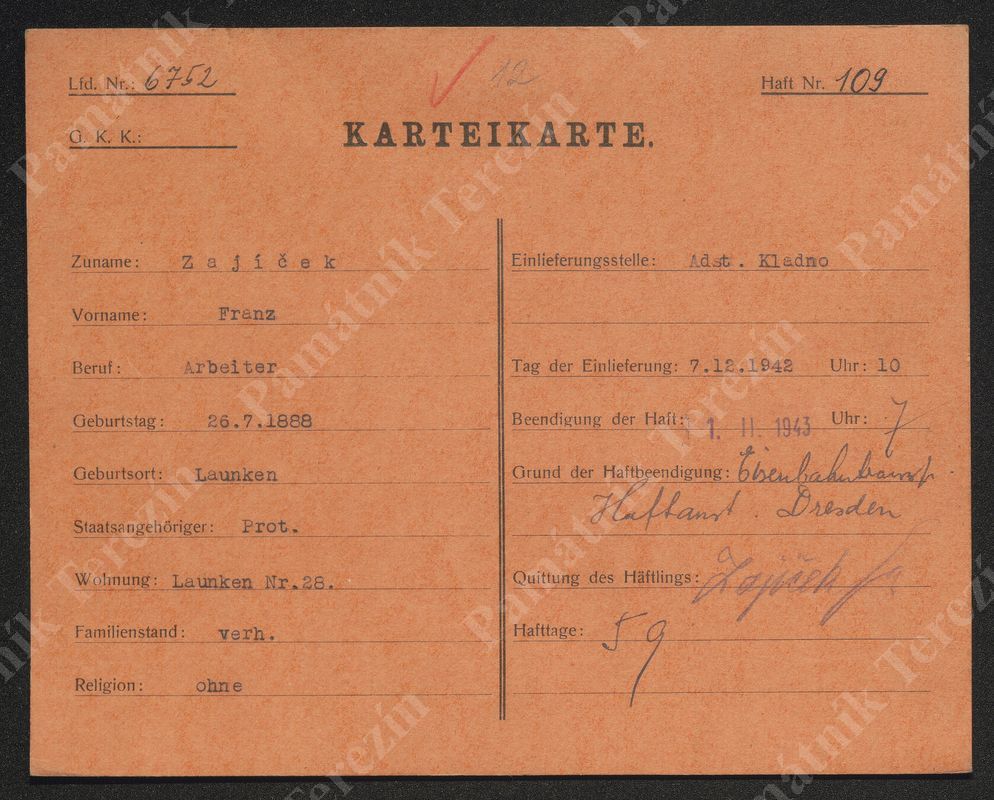 Lfd. Nr.: 6752
12
Haft Nr. 109
G. K. K.:
KARTEIKARTE.
Zuname: Zajíček
Vorname: Franz
Beruf: Arbeiter
Geburtstag: 26.7.1888
Geburtsort: Launken
Staatsangehöriger: Prot.
Wohnung: Launken Nr.28.
Familienstand: verh.
Religion: ohne
Einlieferungsstelle: Adst. Kladno
Tag der Einlieferung: 7.12.1942 Uhr: 10
Beendigung der Haft: 1. II. 1943 Uhr: 7
Grund der Haftbeendigung:
Haftanst. Dresden
Quittung des Häftlings: Zajíček
Hafttage: 59
Památník Terezín